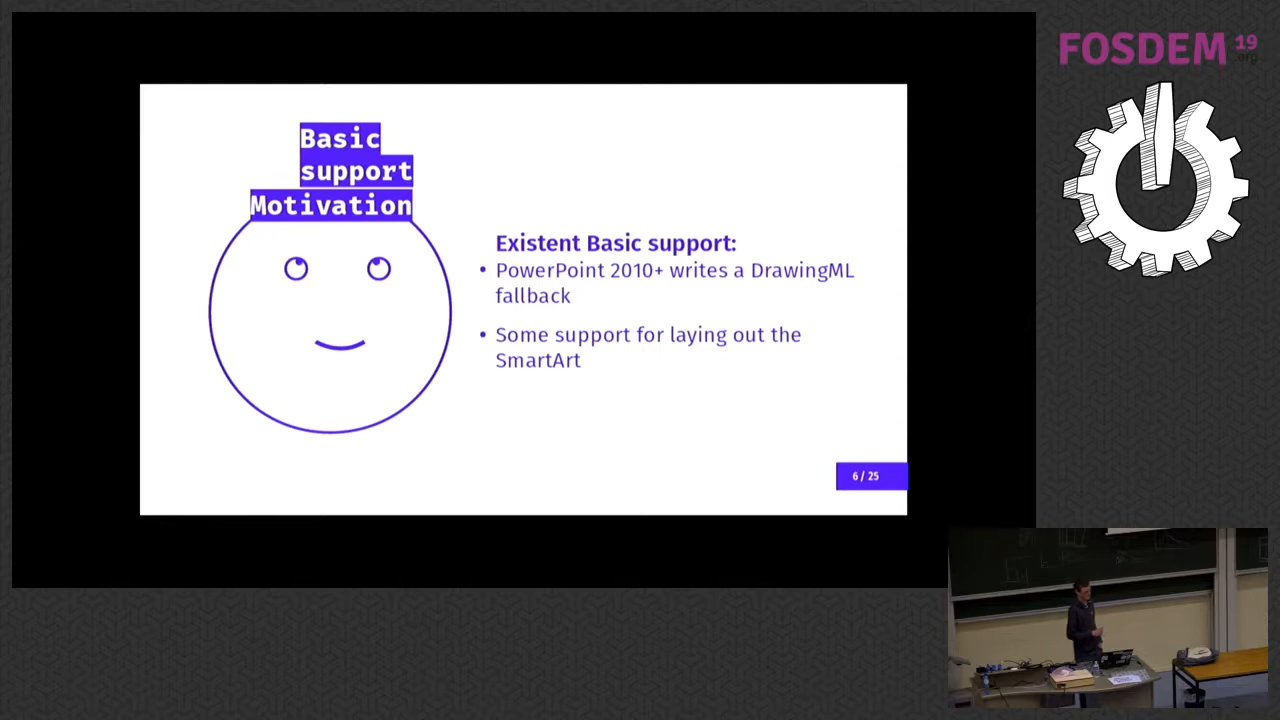 FOSDEM 19
.org
Basic
support
Motivation
Existent Basic support:
• PowerPoint 2010+ writes a DrawingML
fallback
• Some support for laying out the
SmartArt
6 / 25